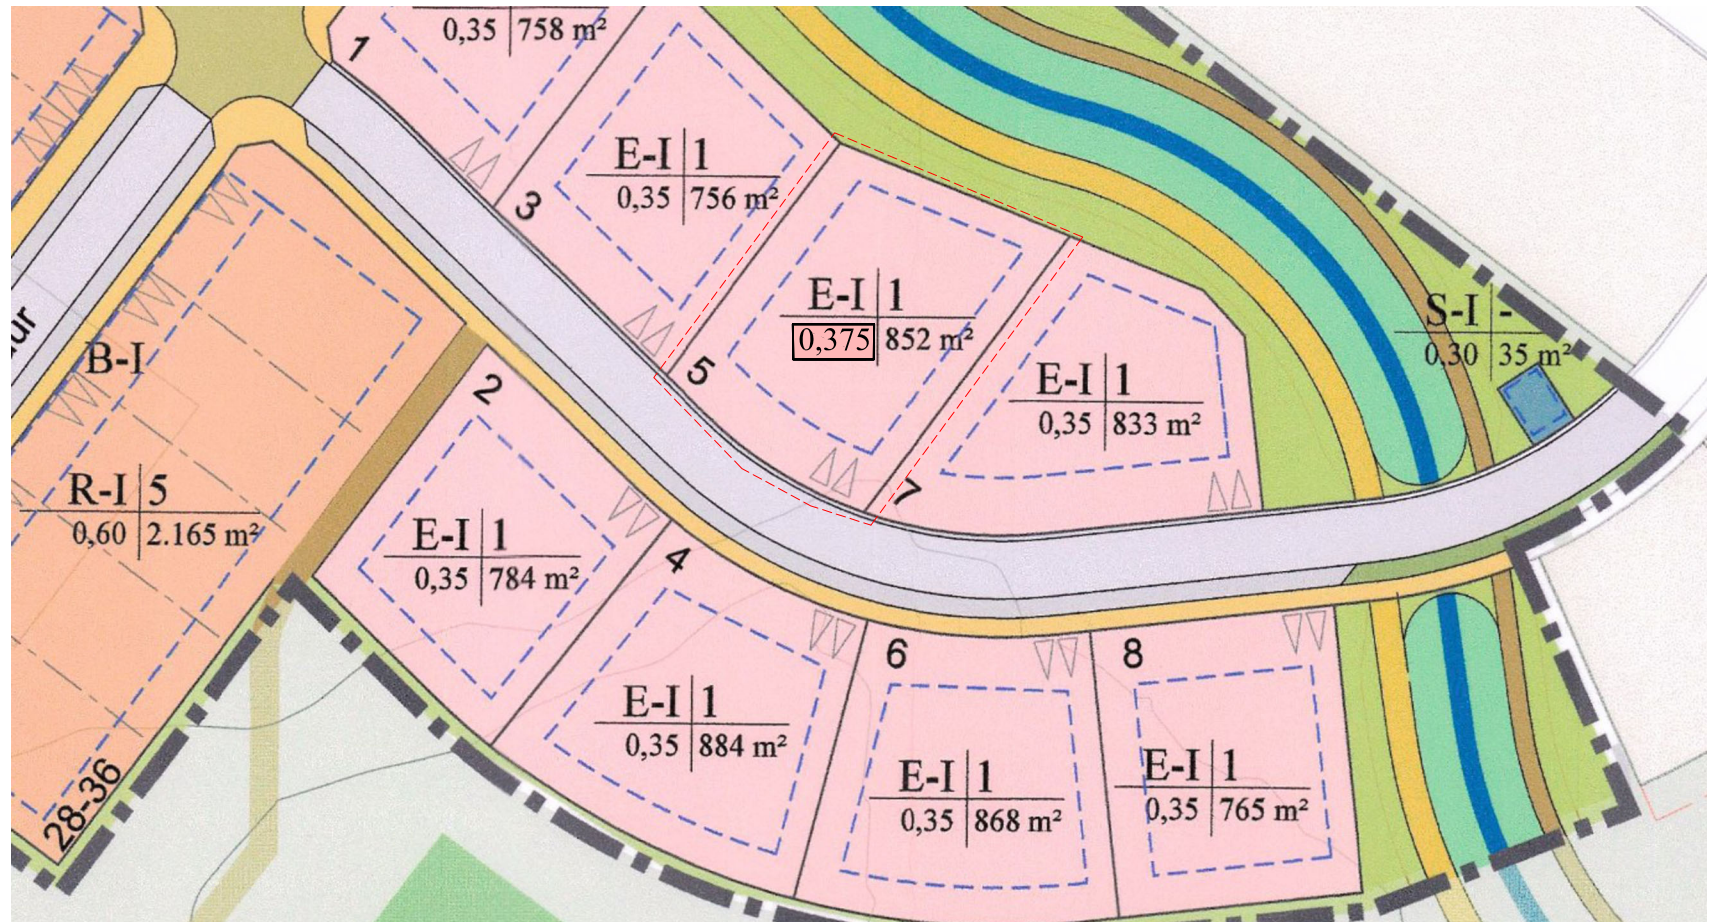 0,35 758 m²
1
E-I 1
0,35 756 m²
3
E-I 1
0,375 852 m²
5
E-I 1
0,35 833 m²
7
S-I -
0.30 35 m²
ur
B-I
R-I 5
0,60 2.165 m²
28-36
2
E-I 1
0,35 784 m²
4
E-I 1
0,35 884 m²
6
E-I 1
0,35 868 m²
8
E-I 1
0,35 765 m²